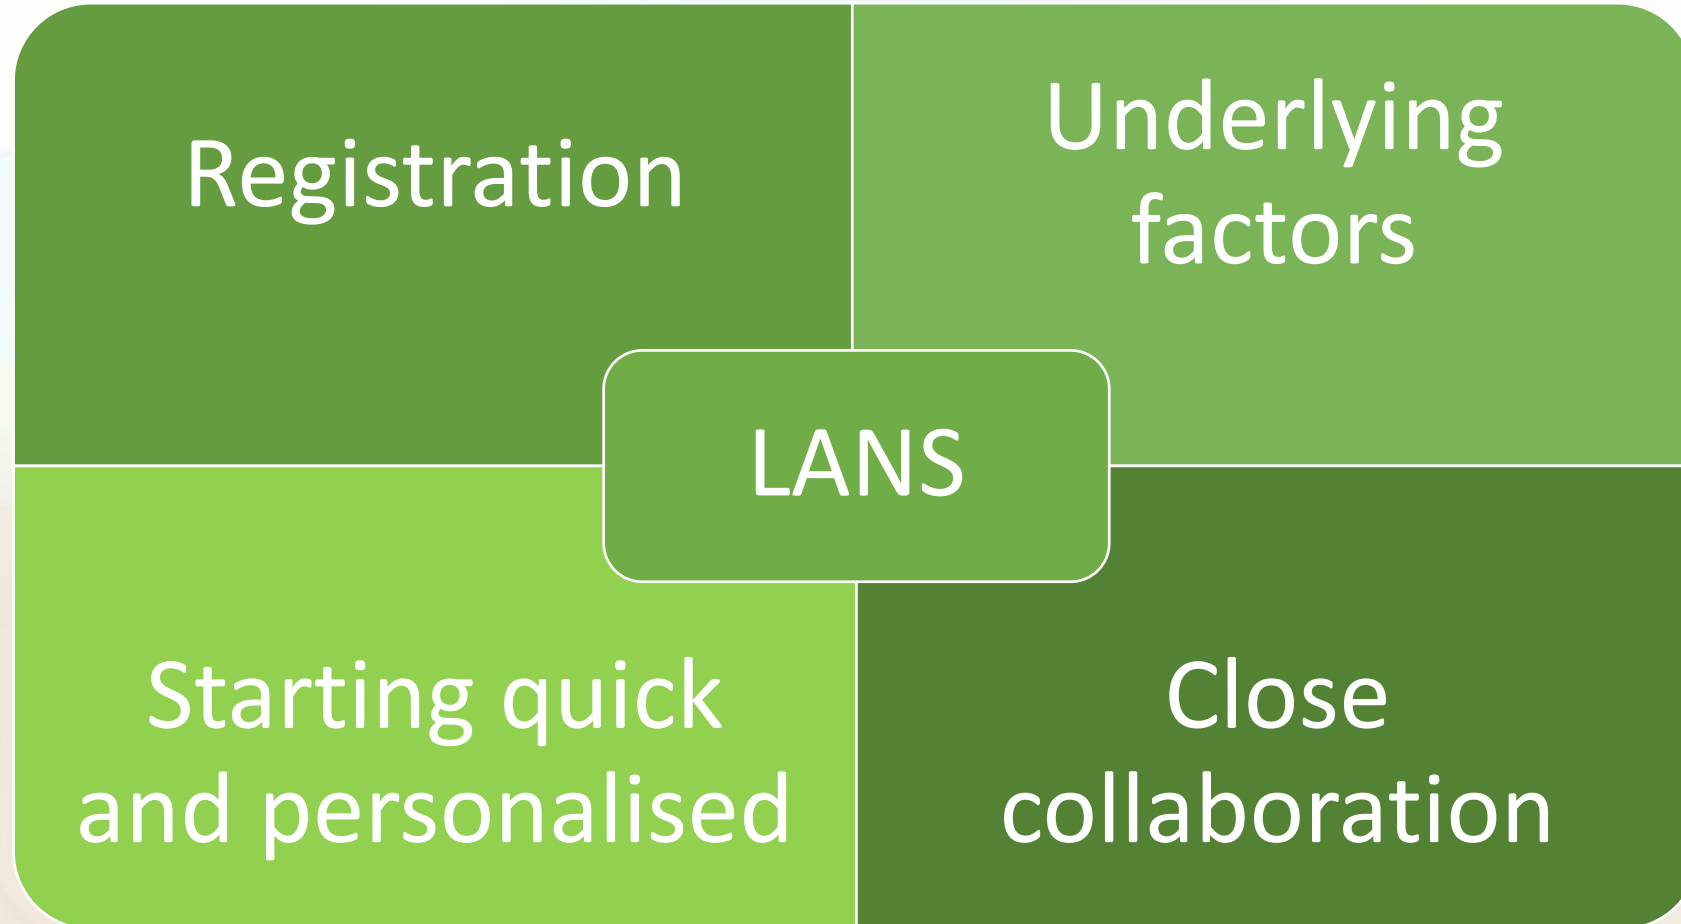 Registration
Underlying
factors
LANS
Starting quick
and personalised
Close
collaboration